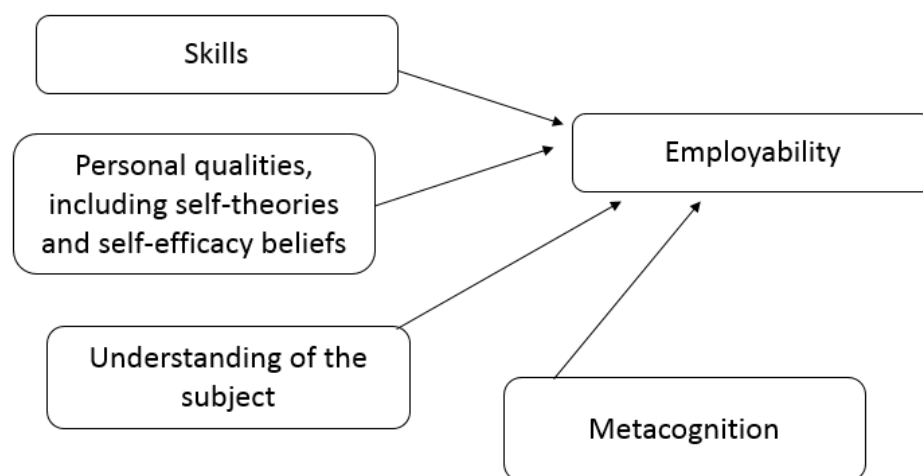 Skills
Employability
Personal qualities,
including self-theories
and self-efficacy beliefs
Understanding of the
subject
Metacognition